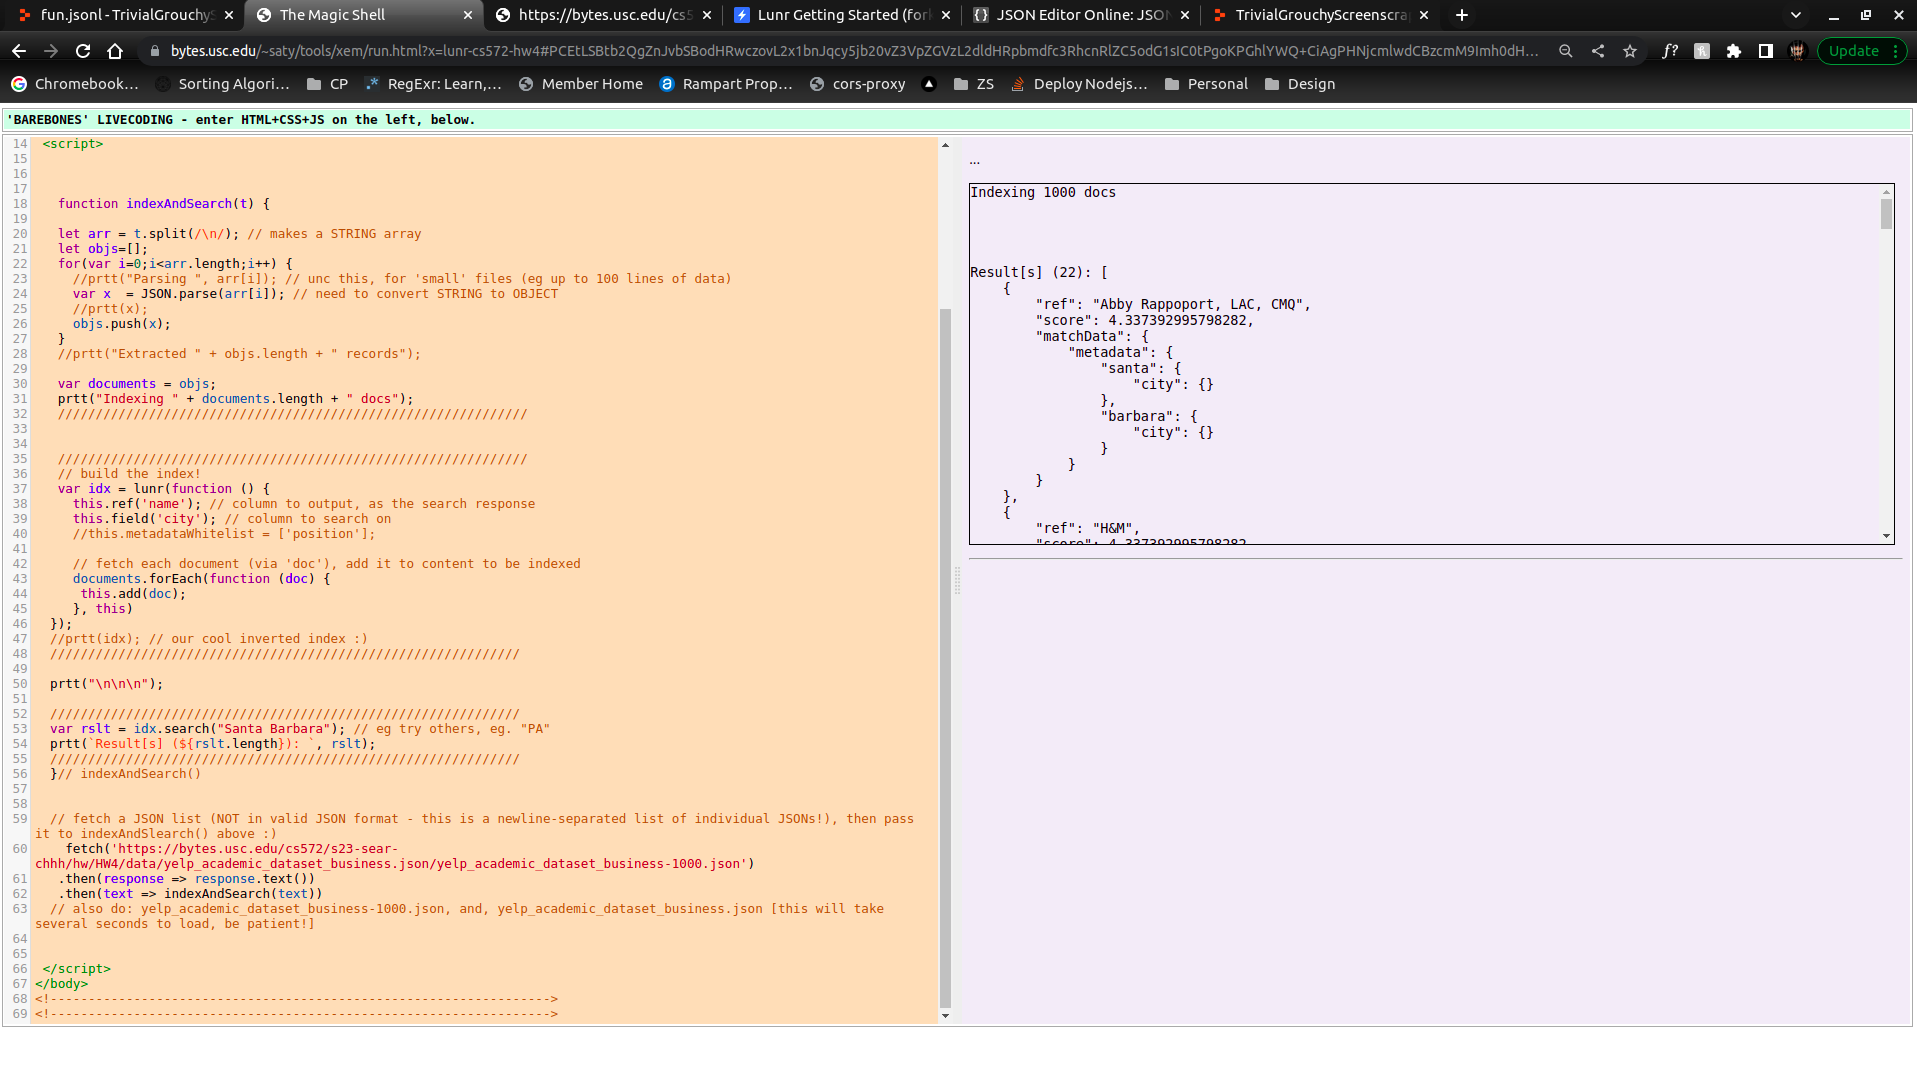 fun.jsonl - TrivialGrouchyS
The Magic Shell
https://bytes.usc.edu/cs5
Lunr Getting Started (for
JSON Editor Online: JSON
TrivialGrouchyScreenscra
bytes.usc.edu/~saty/tools/xem/run.html?x=lunr-cs572-hw4#
f?
Update
Chromebook...
Sorting Algori...
CP
RegExr: Learn,...
Member Home
Rampart Prop...
cors-proxy
ZS
Deploy Nodejs...
Personal
Design
'BAREBONES' LIVECODING - enter HTML+CSS+JS on the left, below.
14 <script>
15
16
17
18 function indexAndSearch(t) {
19
20 let arr = t.split(/\n/); // makes a STRING array
21 let objs=[];
22 for(var i=0;i<arr.length;i++) {
23 //prtt("Parsing ", arr[i]); // unc this, for 'small' files (eg up to 100 lines of data)
24 var x  = JSON.parse(arr[i]); // need to convert STRING to OBJECT
25 //prtt(x);
26 objs.push(x);
27 }
28 //prtt("Extracted " + objs.length + " records");
29
30 var documents = objs;
31 prtt("Indexing " + documents.length + " docs");
32 //////////////////////////////////////////////////////////////
33
34
35 //////////////////////////////////////////////////////////////
36 // build the index!
37 var idx = lunr(function () {
38 this.ref('name'); // column to output, as the search response
39 this.field('city'); // column to search on
40 //this.metadataWhitelist = ['position'];
41
42 // fetch each document (via 'doc'), add it to content to be indexed
43 documents.forEach(function (doc) {
44 this.add(doc);
45 }, this)
46 });
47 //prtt(idx); // our cool inverted index :)
48 //////////////////////////////////////////////////////////////
49
50 prtt("\n\n\n");
51
52 //////////////////////////////////////////////////////////////
53 var rslt = idx.search("Santa Barbara"); // eg try others, eg. "PA"
54 prtt(`Result[s] (${rslt.length}): `, rslt);
55 //////////////////////////////////////////////////////////////
56 }// indexAndSearch()
57
58
59 // fetch a JSON list (NOT in valid JSON format - this is a newline-separated list of individual JSONs!), then pass
it to indexAndSlearch() above :)
60 fetch('https://bytes.usc.edu/cs572/s23-sear-
chhh/hw/HW4/data/yelp_academic_dataset_business.json/yelp_academic_dataset_business-1000.json')
61 .then(response => response.text())
62 .then(text => indexAndSearch(text))
63 // also do: yelp_academic_dataset_business-1000.json, and, yelp_academic_dataset_business.json [this will take
several seconds to load, be patient!]
64
65
66 </script>
67 </body>
68 <!------------------------------------------------------------------>
69 <!------------------------------------------------------------------>
...
Indexing 1000 docs
Result[s] (22): [
{
"ref": "Abby Rappoport, LAC, CMQ",
"score": 4.337392995798282,
"matchData": {
"metadata": {
"santa": {
"city": {}
},
"barbara": {
"city": {}
}
}
}
},
{
"ref": "H&M",
"score": 4.337392995798282